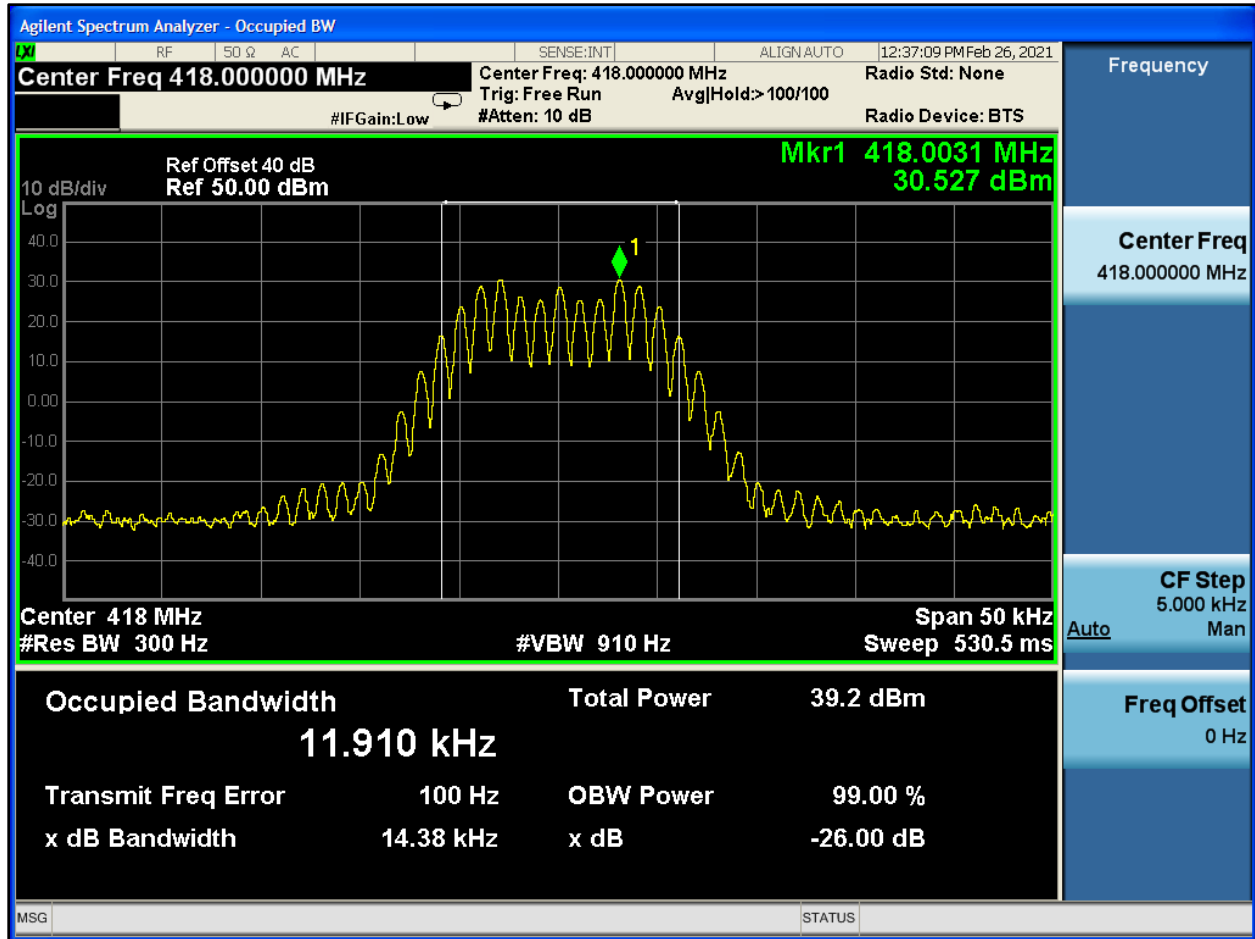 Agilent Spectrum Analyzer - Occupied BW
LXI RF 50 Ω AC SENSE:INT ALIGN AUTO 12:37:09 PM Feb 26, 2021
Center Freq 418.000000 MHz
Center Freq: 418.000000 MHz Radio Std: None
Trig: Free Run Avg|Hold:>100/100
#IFGain:Low #Atten: 10 dB Radio Device: BTS
Mkr1 418.0031 MHz
30.527 dBm
Ref Offset 40 dB
10 dB/div Ref 50.00 dBm
Log
40.0
30.0
20.0
10.0
0.00
-10.0
-20.0
-30.0
-40.0
1
Center 418 MHz Span 50 kHz
#Res BW 300 Hz #VBW 910 Hz Sweep 530.5 ms
Occupied Bandwidth Total Power 39.2 dBm
11.910 kHz
Transmit Freq Error 100 Hz OBW Power 99.00 %
x dB Bandwidth 14.38 kHz x dB -26.00 dB
Frequency
Center Freq
418.000000 MHz
CF Step
5.000 kHz
Auto Man
Freq Offset
0 Hz
MSG STATUS